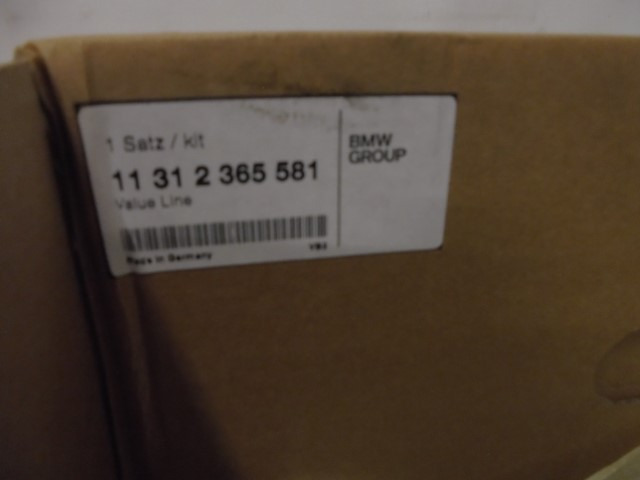 1 Satz / kit
11 31 2 365 581
Value Line
Made in Germany
BMW
GROUP